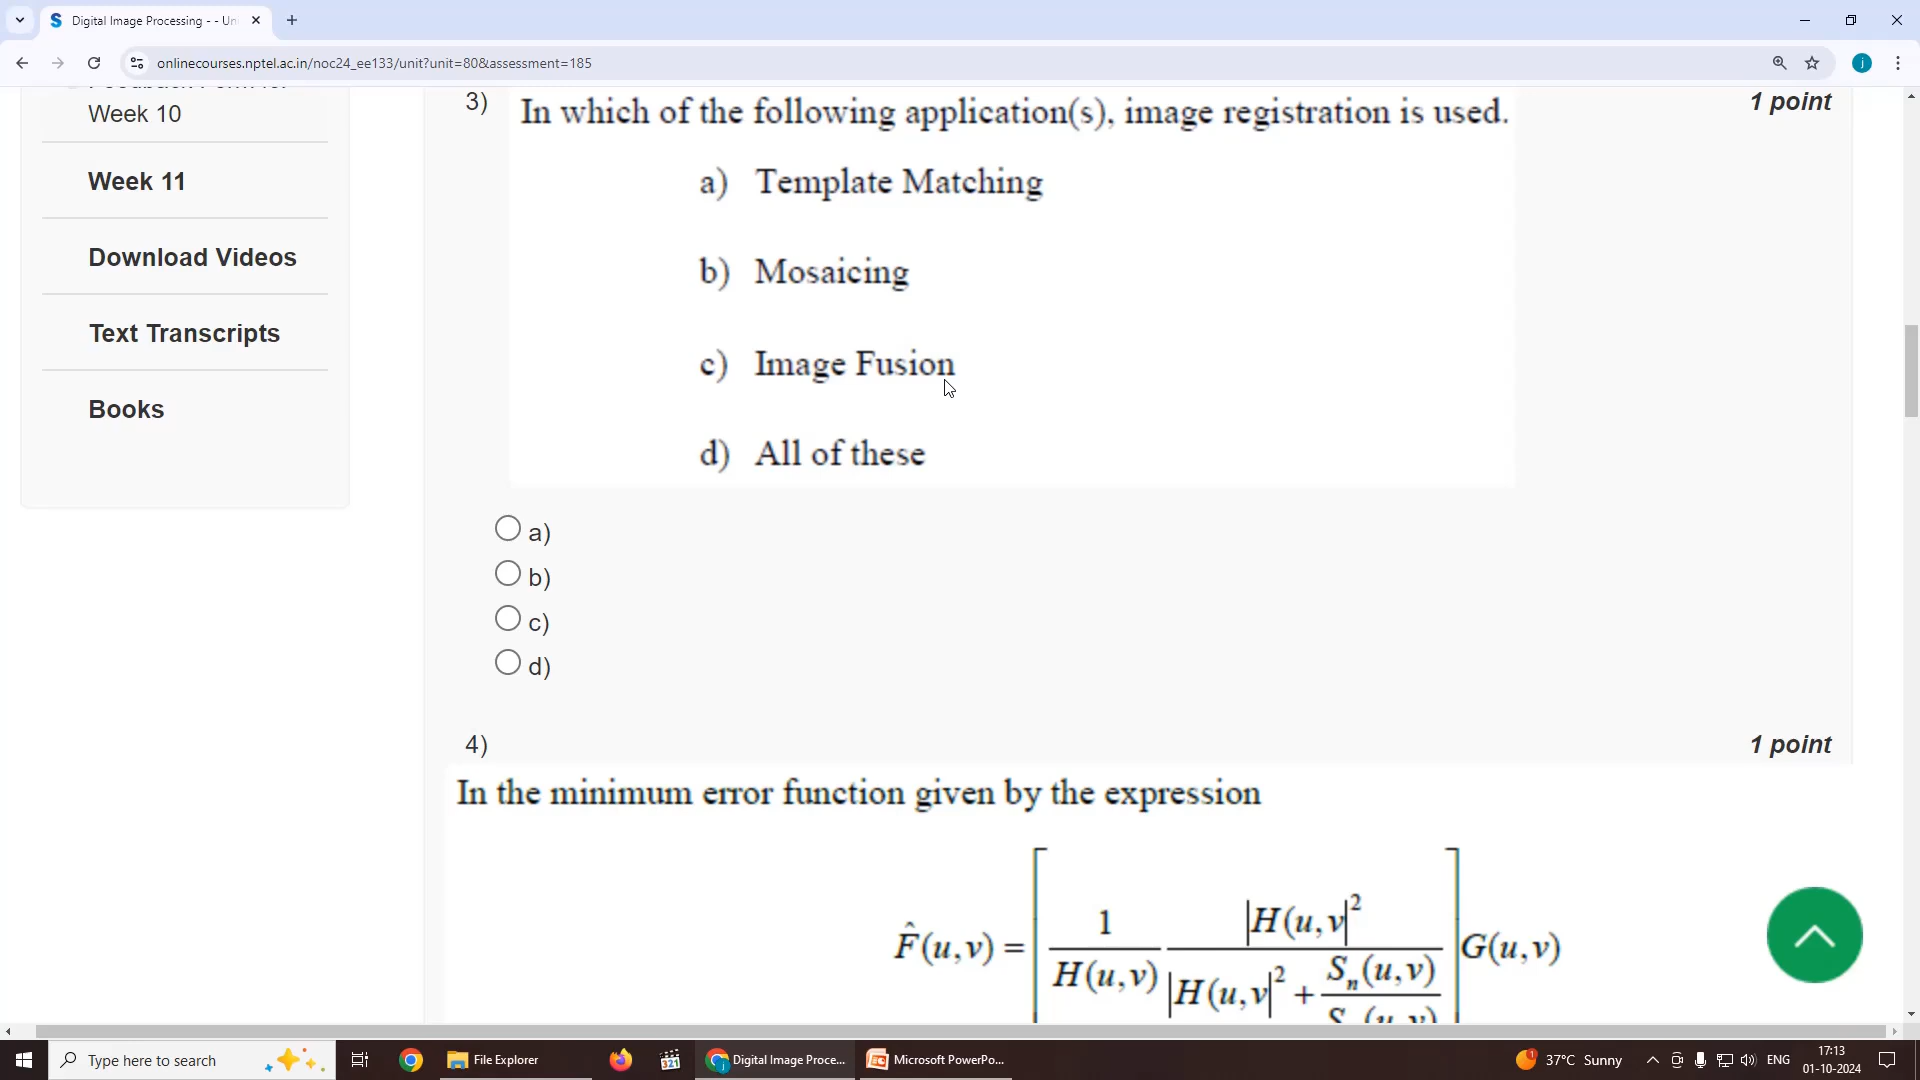 Digital Image Processing - - Un
onlinecourses.nptel.ac.in/noc24_ee133/unit?unit=80&assessment=185
j
Week 10
Week 11
Download Videos
Text Transcripts
Books
3)
In which of the following application(s), image registration is used.
1 point
a) Template Matching
b) Mosaicing
c) Image Fusion
d) All of these
a)
b)
c)
d)
4)
1 point
In the minimum error function given by the expression
F̂(u,v) = [ 1/H(u,v) |H(u,v|²/|H(u,v|² + Sₙ(u,v)/ ] G(u,v)
Type here to search
File Explorer
321
Digital Image Proce...
Microsoft PowerPo...
1
37°C Sunny
ENG
17:13
01-10-2024